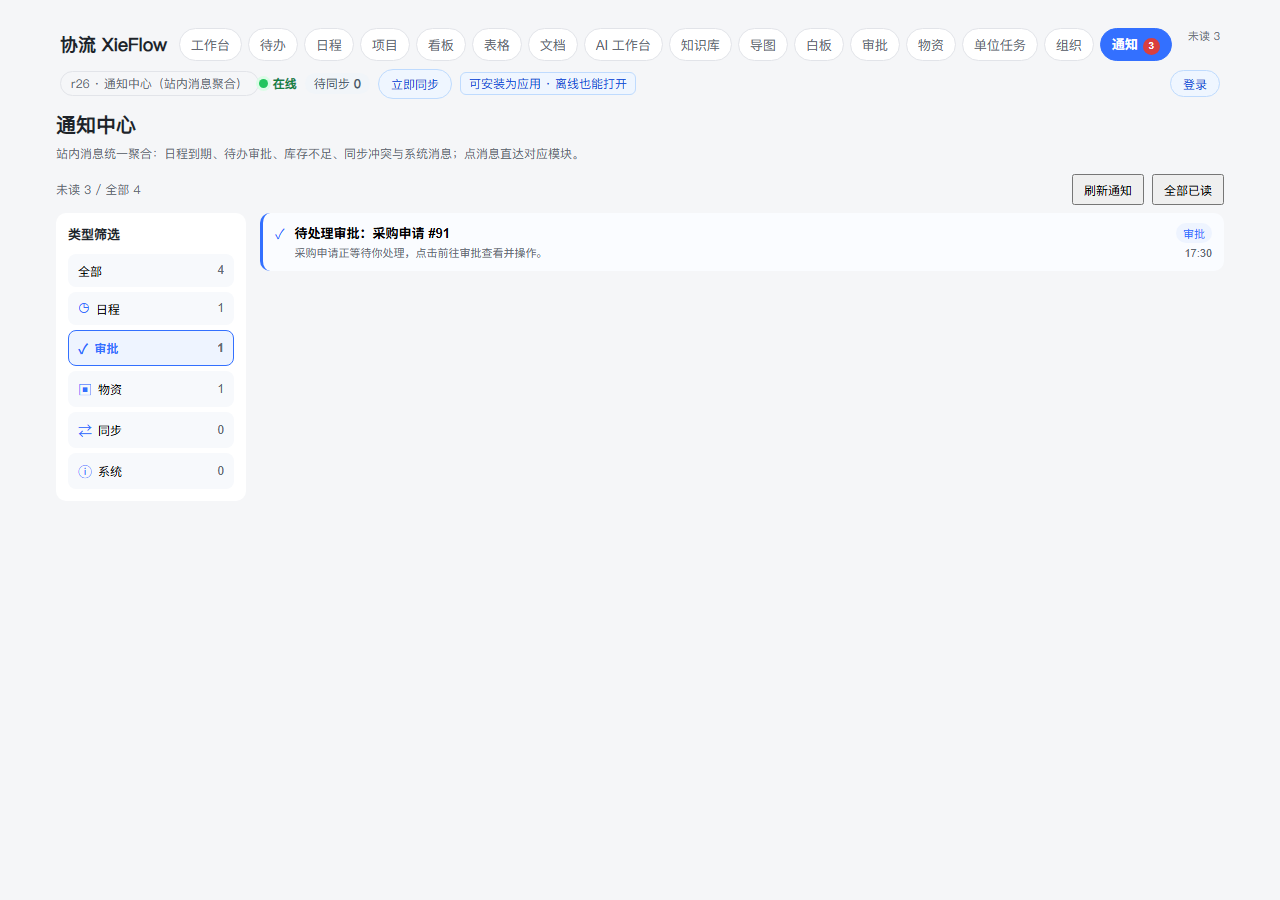 协流 XieFlow 工作台 待办 日程 项目 看板 表格 文档 AI 工作台 知识库 导图 白板 审批 物资 单位任务 组织 通知 3 未读 3
r26 · 通知中心（站内消息聚合） 在线 待同步 0 立即同步 可安装为应用 · 离线也能打开 登录
通知中心
站内消息统一聚合：日程到期、待办审批、库存不足、同步冲突与系统消息；点消息直达对应模块。
未读 3 / 全部 4 刷新通知 全部已读
类型筛选
全部 4
日程 1
✓ 审批 1
物资 1
同步 0
系统 0
✓ 待处理审批：采购申请 #91 审批
采购申请正等待你处理，点击前往审批查看并操作。 17:30